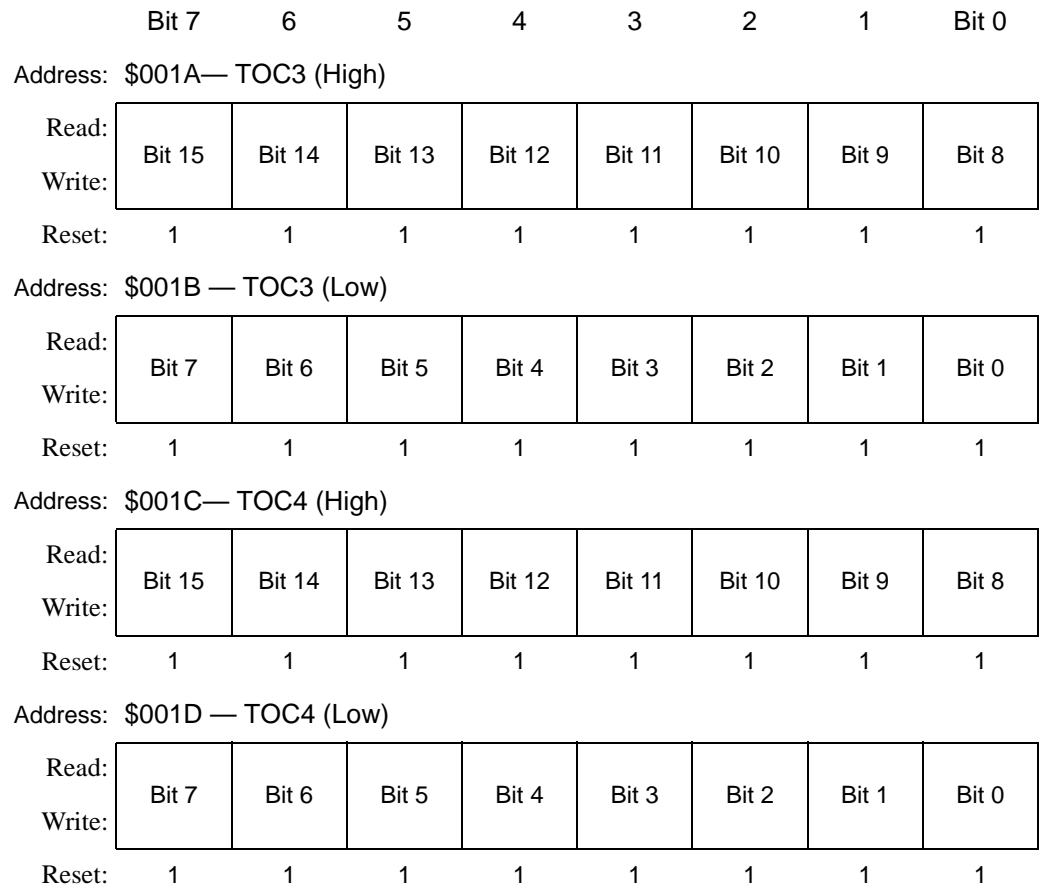 Bit 7 6 5 4 3 2 1 Bit 0
Address: $001A— TOC3 (High)
Read:
Bit 15 Bit 14 Bit 13 Bit 12 Bit 11 Bit 10 Bit 9 Bit 8
Write:
Reset: 1 1 1 1 1 1 1 1
Address: $001B — TOC3 (Low)
Read:
Bit 7 Bit 6 Bit 5 Bit 4 Bit 3 Bit 2 Bit 1 Bit 0
Write:
Reset: 1 1 1 1 1 1 1 1
Address: $001C— TOC4 (High)
Read:
Bit 15 Bit 14 Bit 13 Bit 12 Bit 11 Bit 10 Bit 9 Bit 8
Write:
Reset: 1 1 1 1 1 1 1 1
Address: $001D — TOC4 (Low)
Read:
Bit 7 Bit 6 Bit 5 Bit 4 Bit 3 Bit 2 Bit 1 Bit 0
Write:
Reset: 1 1 1 1 1 1 1 1